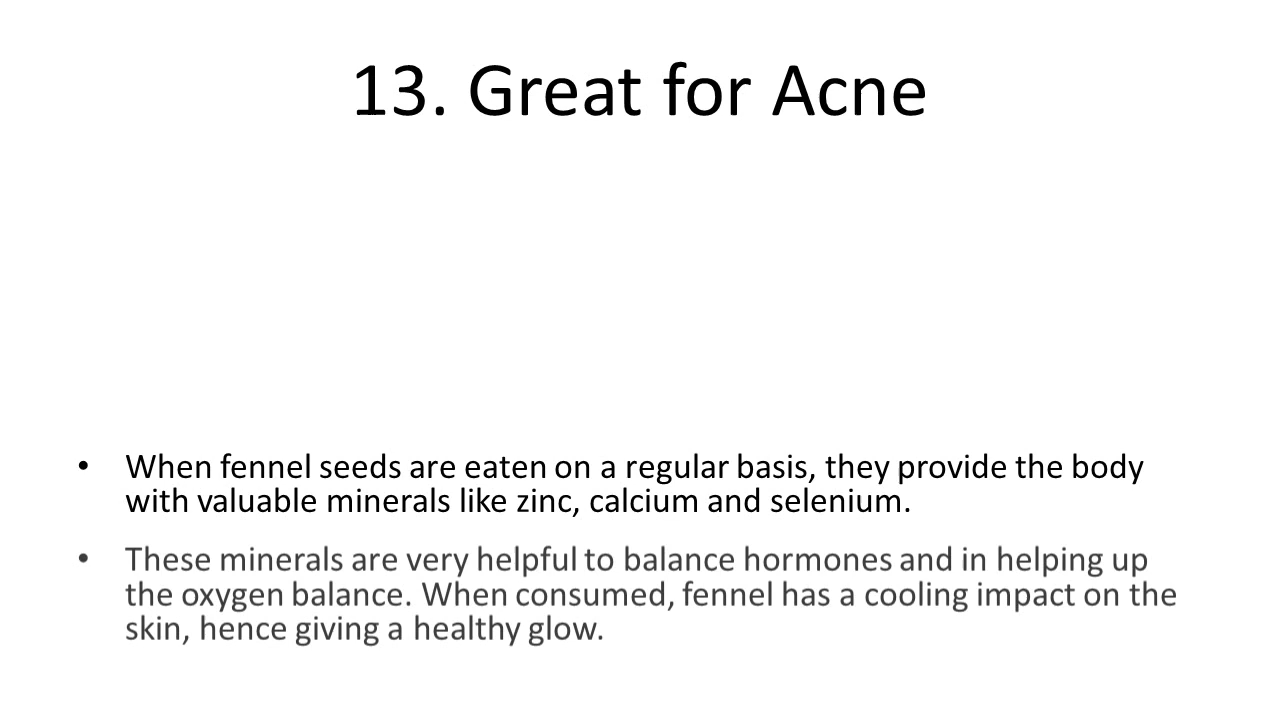 13. Great for Acne
• When fennel seeds are eaten on a regular basis, they provide the body
with valuable minerals like zinc, calcium and selenium.
• These minerals are very helpful to balance hormones and in helping up
the oxygen balance. When consumed, fennel has a cooling impact on the
skin, hence giving a healthy glow.